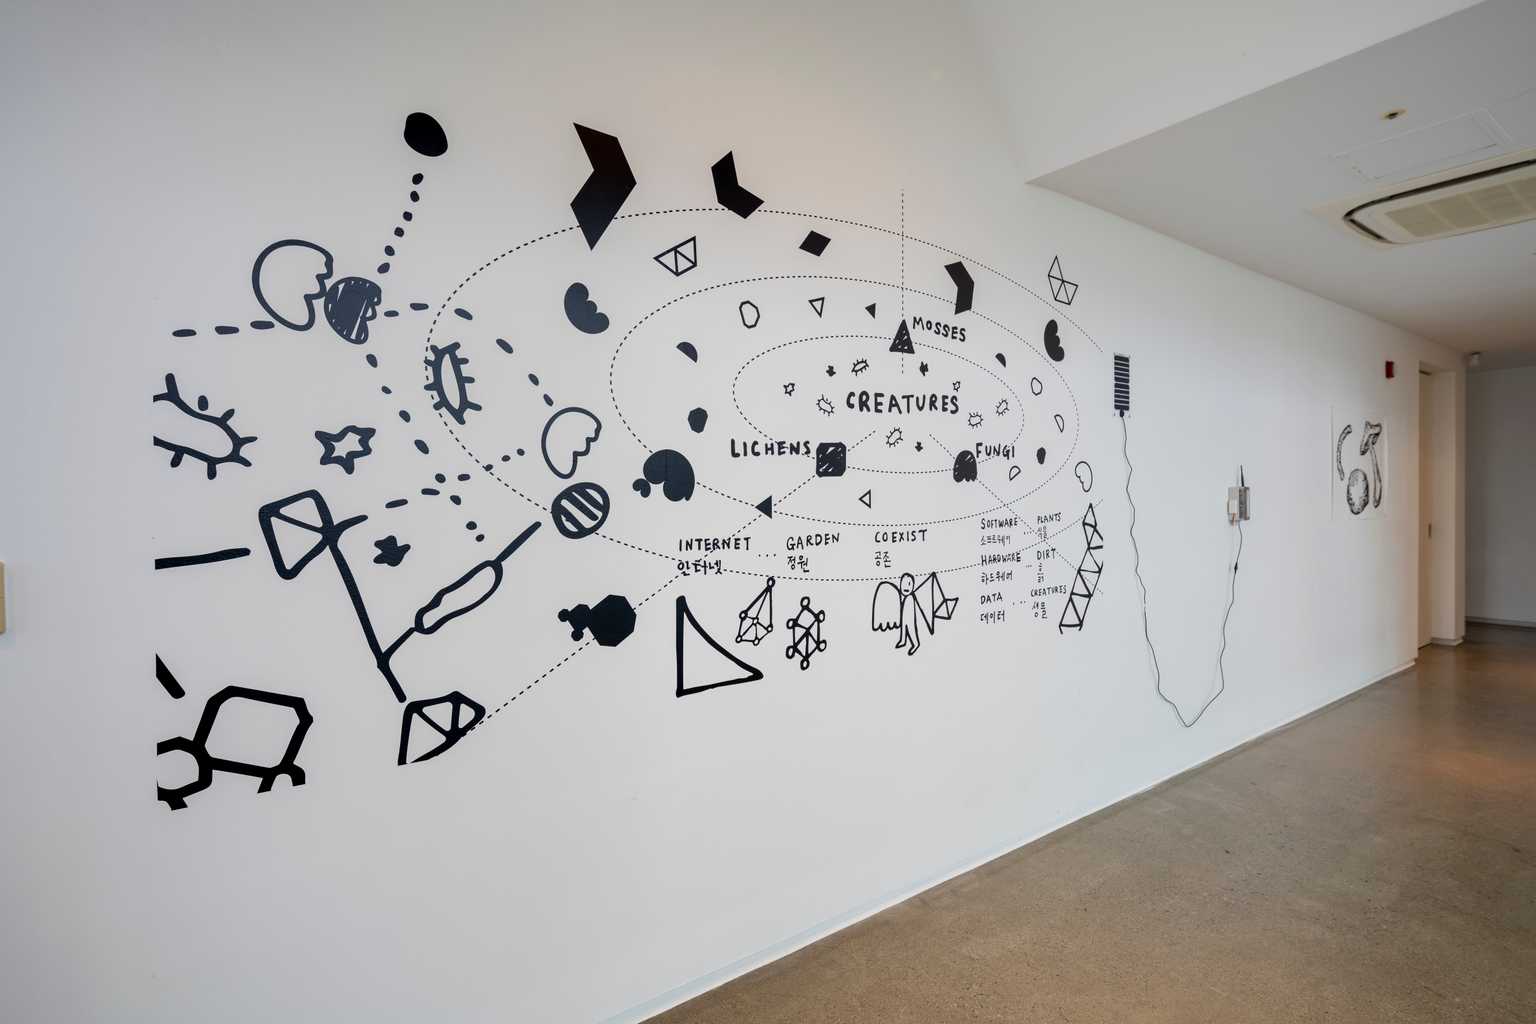 MOSSES
CREATURES
LICHENS
FUNGI
INTERNET ... GARDEN
인터넷 정원
COEXIST
공존
SOFTWARE ... PLANTS
소프트웨어 식물
HARDWARE ... DIRT
하드웨어 흙
DATA ... CREATURES
데이터 생물